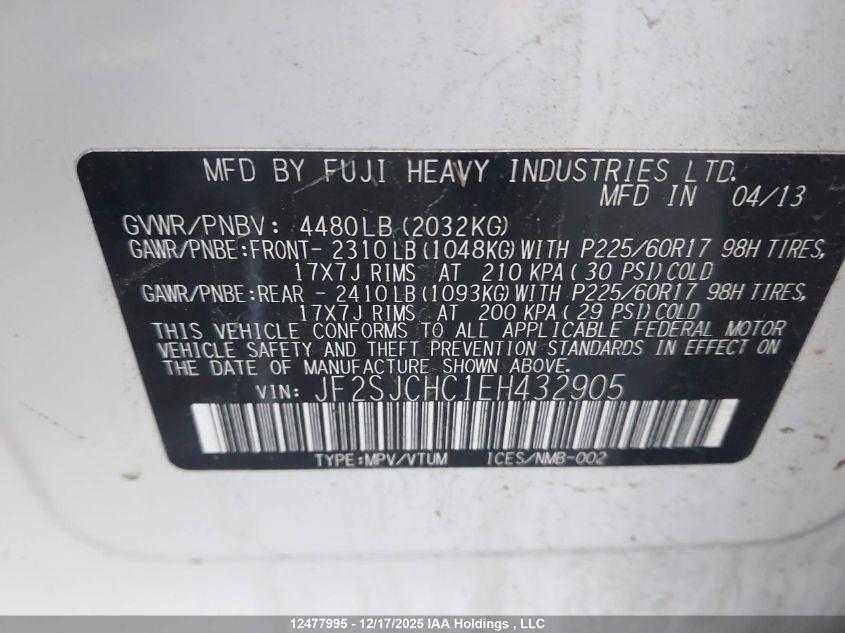 MFD BY FUJI HEAVY INDUSTRIES LTD.
MFD IN 04/13
GVWR/PNBV: 4480LB(2032KG)
GAWR/PNBE:FRONT- 2310LB(1048KG)WITH P225/60R17 98H TIRES,
17X7J RIMS AT 210 KPA(30 PSI)COLD
GAWR/PNBE:REAR - 2410LB(1093KG)WITH P225/60R17 98H TIRES,
17X7J RIMS AT 200 KPA(29 PSI)COLD
THIS VEHICLE CONFORMS TO ALL APPLICABLE FEDERAL MOTOR
VEHICLE SAFETY AND THEFT PREVENTION STANDARDS IN EFFECT ON
THE DATE OF MANUFACTURE SHOWN ABOVE.
VIN: JF2SJCHC1EH432905
TYPE:MPV/VTUM ICES/NMB-002
12477995 - 12/17/2025 IAA Holdings , LLC